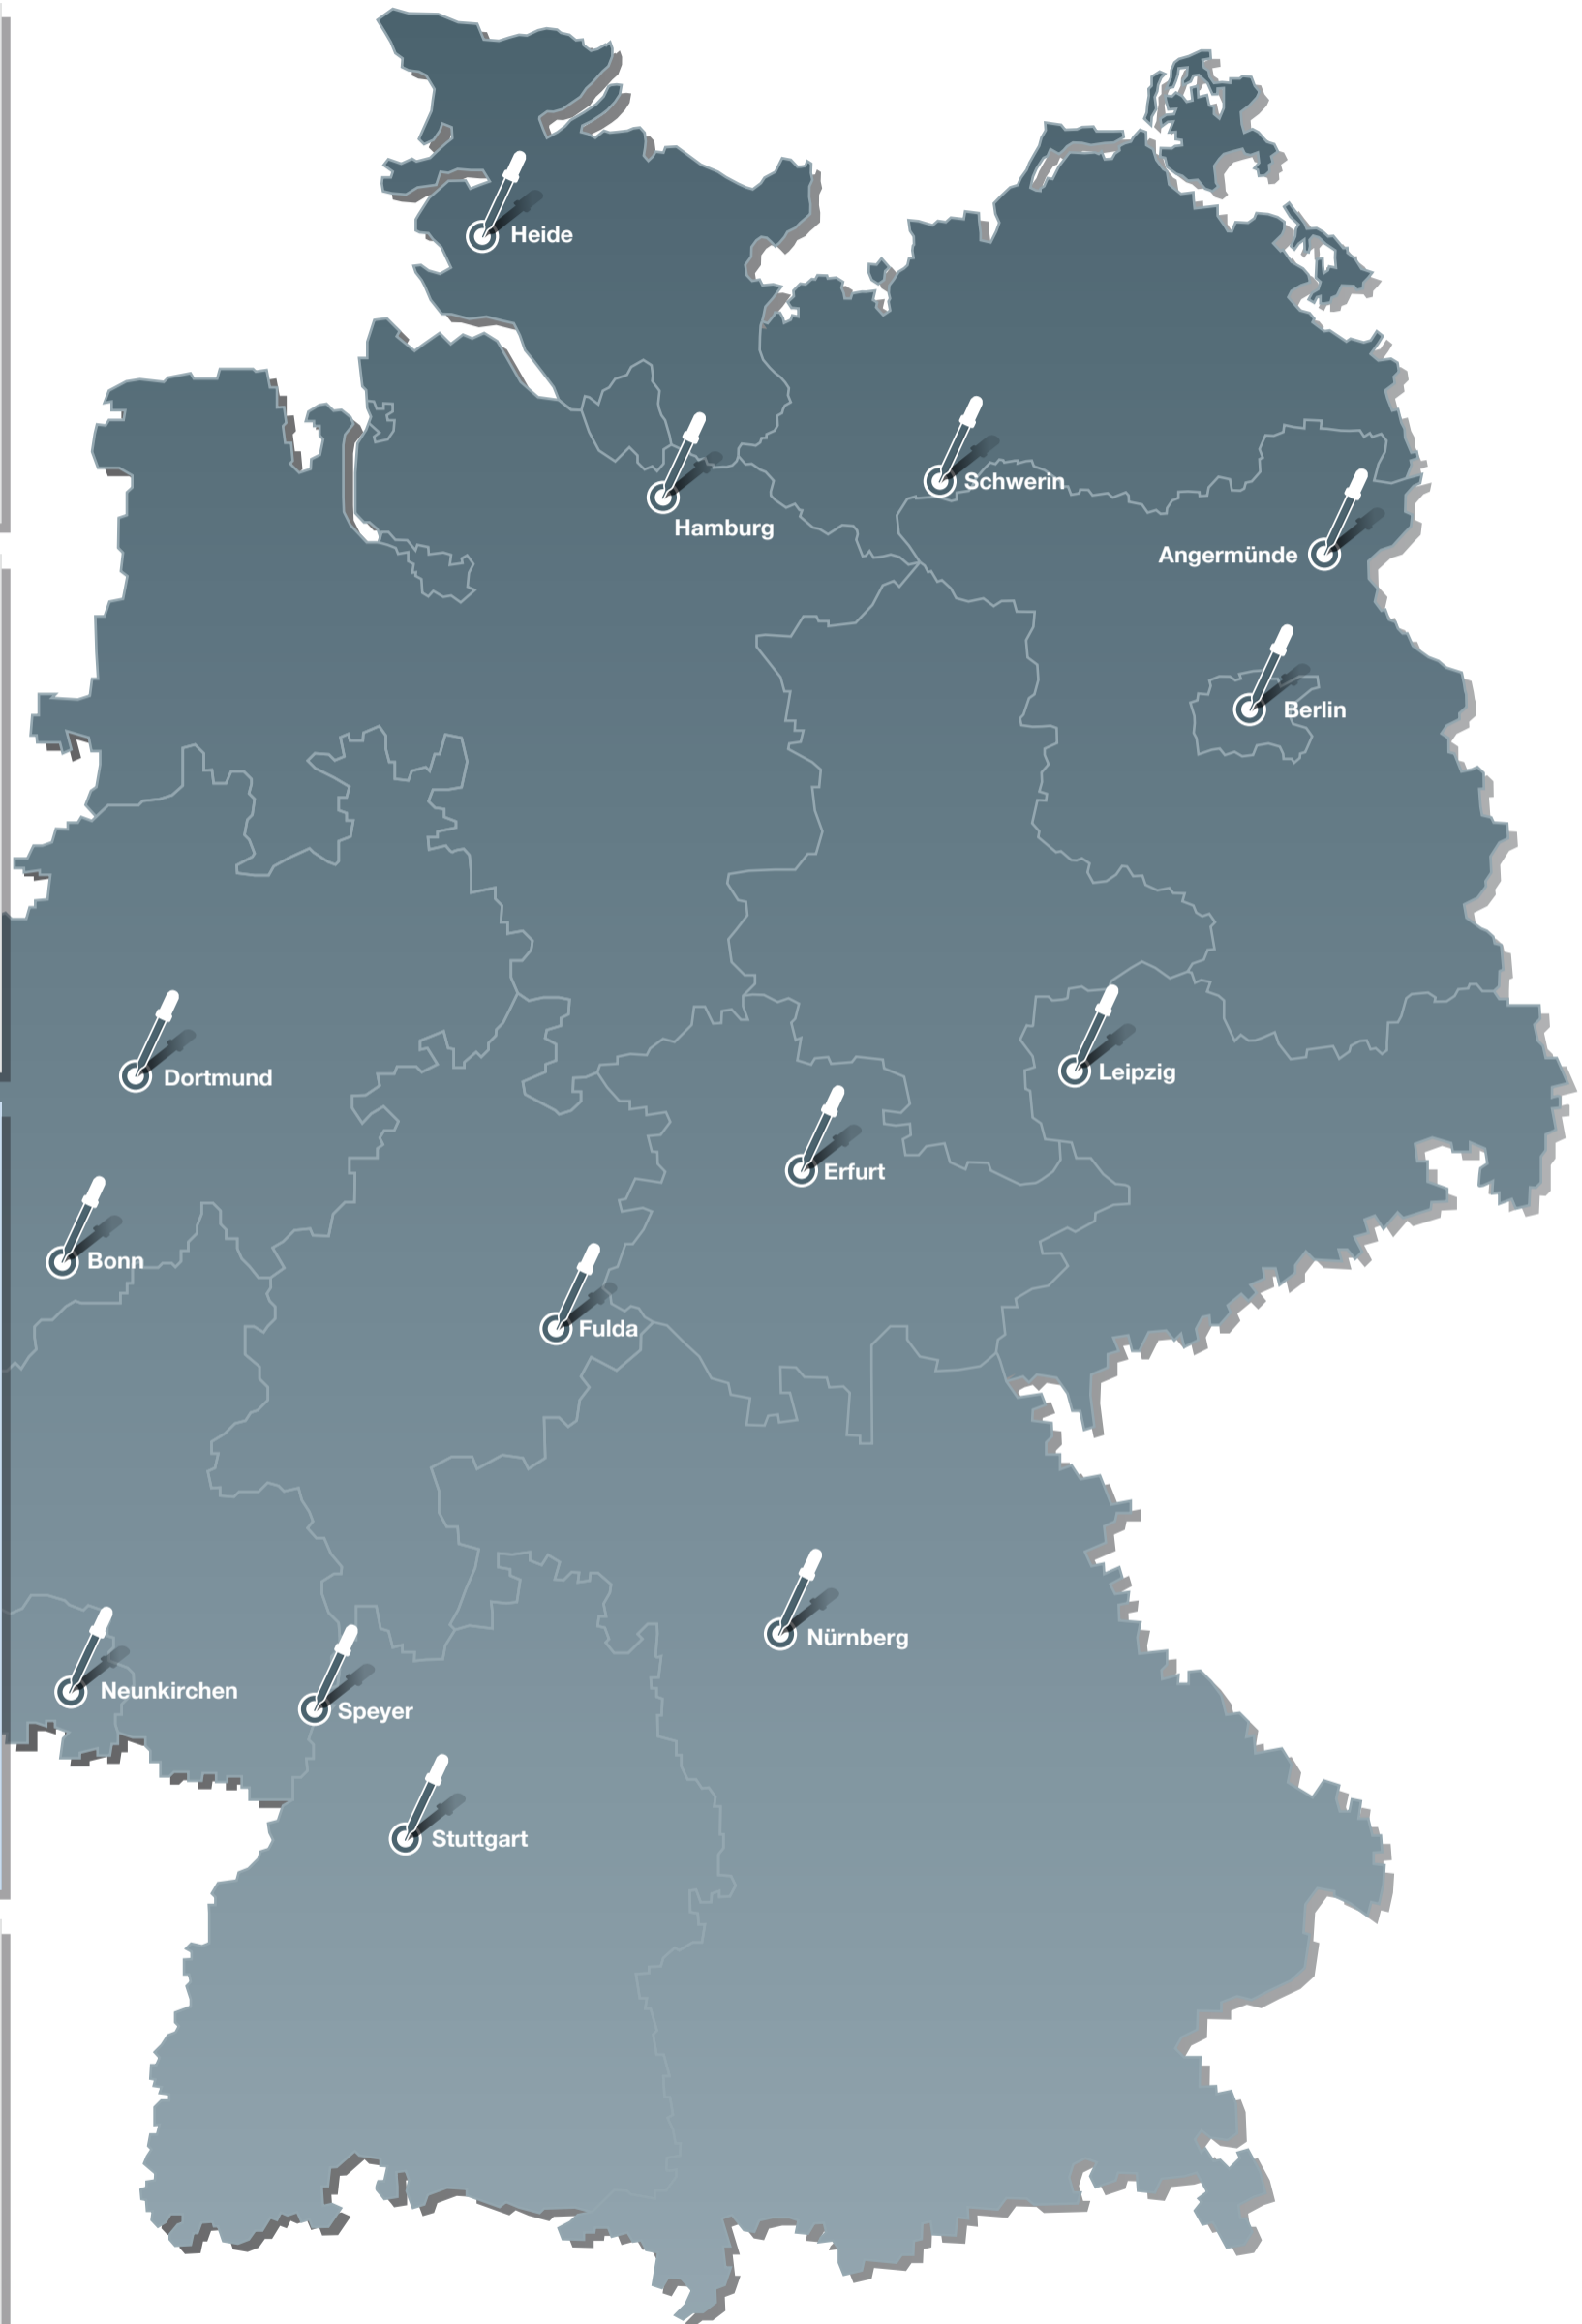 Heide
Schwerin
Hamburg
Angermünde
Berlin
Leipzig
Dortmund
Erfurt
Bonn
Fulda
Nürnberg
Neunkirchen
Speyer
Stuttgart